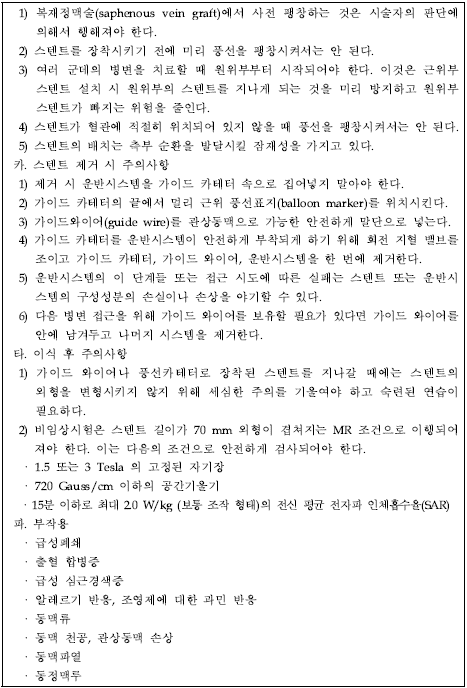 1) 복재정맥술(saphenous vein graft)에서 사전 팽창하는 것은 시술자의 판단에
의해서 행해져야 한다.
2) 스텐트를 장착시키기 전에 미리 풍선을 팽창시켜서는 안 된다.
3) 여러 군데의 병변을 치료할 때 원위부부터 시작되어야 한다. 이것은 근위부
스텐트 설치 시 원위부의 스텐트를 지나게 되는 것을 미리 방지하고 원위부
스텐트가 빠지는 위험을 줄인다.
4) 스텐트가 혈관에 적절히 위치되어 있지 않을 때 풍선을 팽창시켜서는 안 된다.
5) 스텐트의 배치는 측부 순환을 발달시킬 잠재성을 가지고 있다.
카. 스텐트 제거 시 주의사항
1) 제거 시 운반시스템을 가이드 카테터 속으로 집어넣지 말아야 한다.
2) 가이드 카테터의 끝에서 멀리 근위 풍선표지(balloon marker)를 위치시킨다.
3) 가이드와이어(guide wire)를 관상동맥으로 가능한 안전하게 말단으로 넣는다.
4) 가이드 카테터를 운반시스템이 안전하게 부착되게 하기 위해 회전 지혈 밸브를
조이고 가이드 카테터, 가이드 와이어, 운반시스템을 한 번에 제거한다.
5) 운반시스템의 이 단계들 또는 접근 시도에 따른 실패는 스텐트 또는 운반시
스템의 구성성분의 손실이나 손상을 야기할 수 있다.
6) 다음 병변 접근을 위해 가이드 와이어를 보유할 필요가 있다면 가이드 와이어를
안에 남겨두고 나머지 시스템을 제거한다.
타. 이식 후 주의사항
1) 가이드 와이어나 풍선카테터로 장착된 스텐트를 지나갈 때에는 스텐트의
외형을 변형시키지 않지 위해 세심한 주의를 기울여야 하고 숙련된 연습이
필요하다.
2) 비임상시험은 스텐트 길이가 70 mm 외형이 겹쳐지는 MR 조건으로 이행되어
져야 한다. 이는 다음의 조건으로 안전하게 검사되어야 한다.
· 1.5 또는 3 Tesla 의 고정된 자기장
· 720 Gauss/cm 이하의 공간기울기
· 15분 이하로 최대 2.0 W/kg (보통 조작 형태)의 전신 평균 전자파 인체흡수율(SAR)
파. 부작용
· 급성폐쇄
· 출혈 합병증
· 급성 심근경색증
· 알레르기 반응, 조영제에 대한 과민 반응
· 동맥류
· 동맥 천공, 관상동맥 손상
· 동맥파열
· 동정맥루